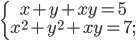 x + y + xy = 5
x² + y² + xy = 7;